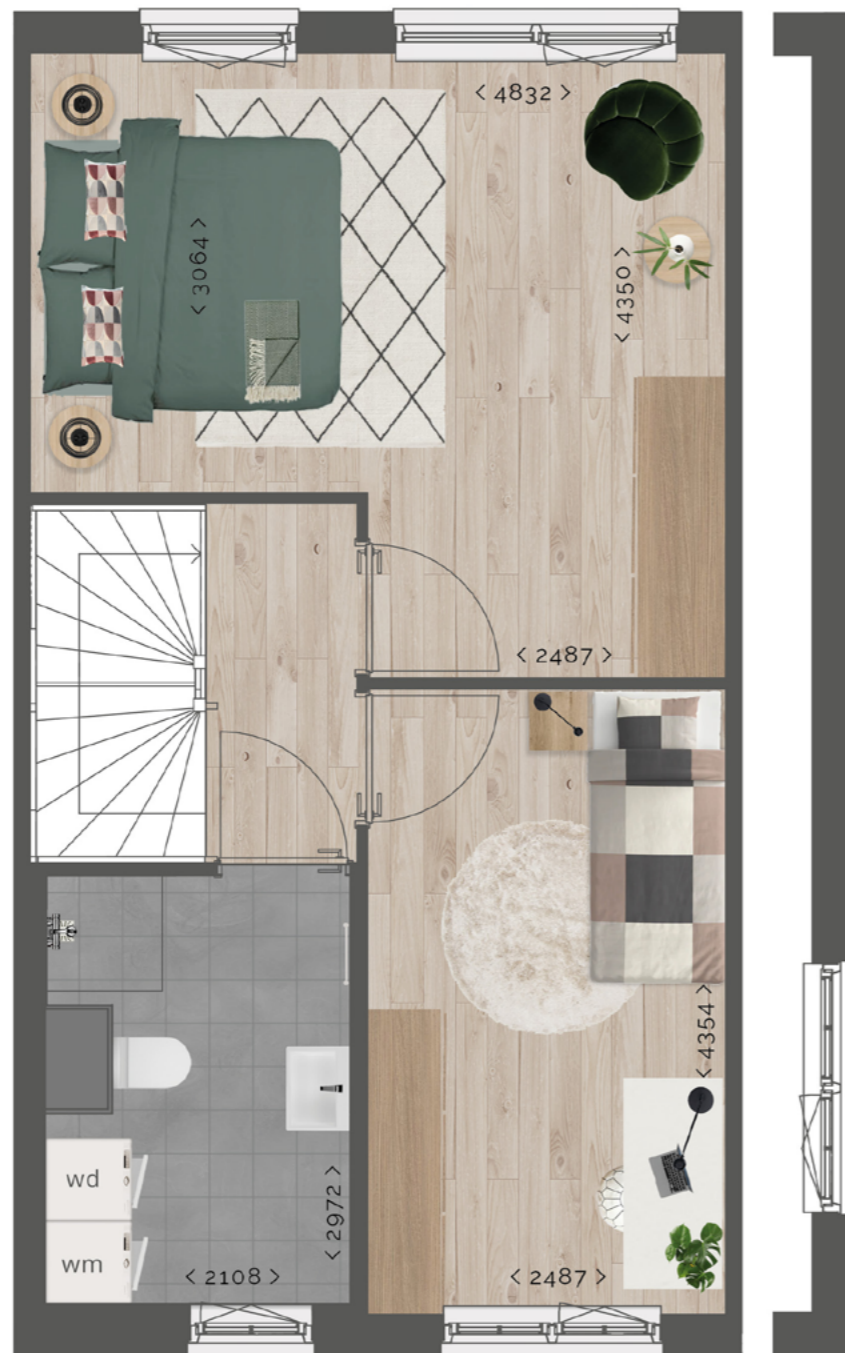 < 4832 >
< 3064 >
< 4350 >
< 2487 >
< 4354 >
wd
< 2972 >
wm
< 2108 >
< 2487 >